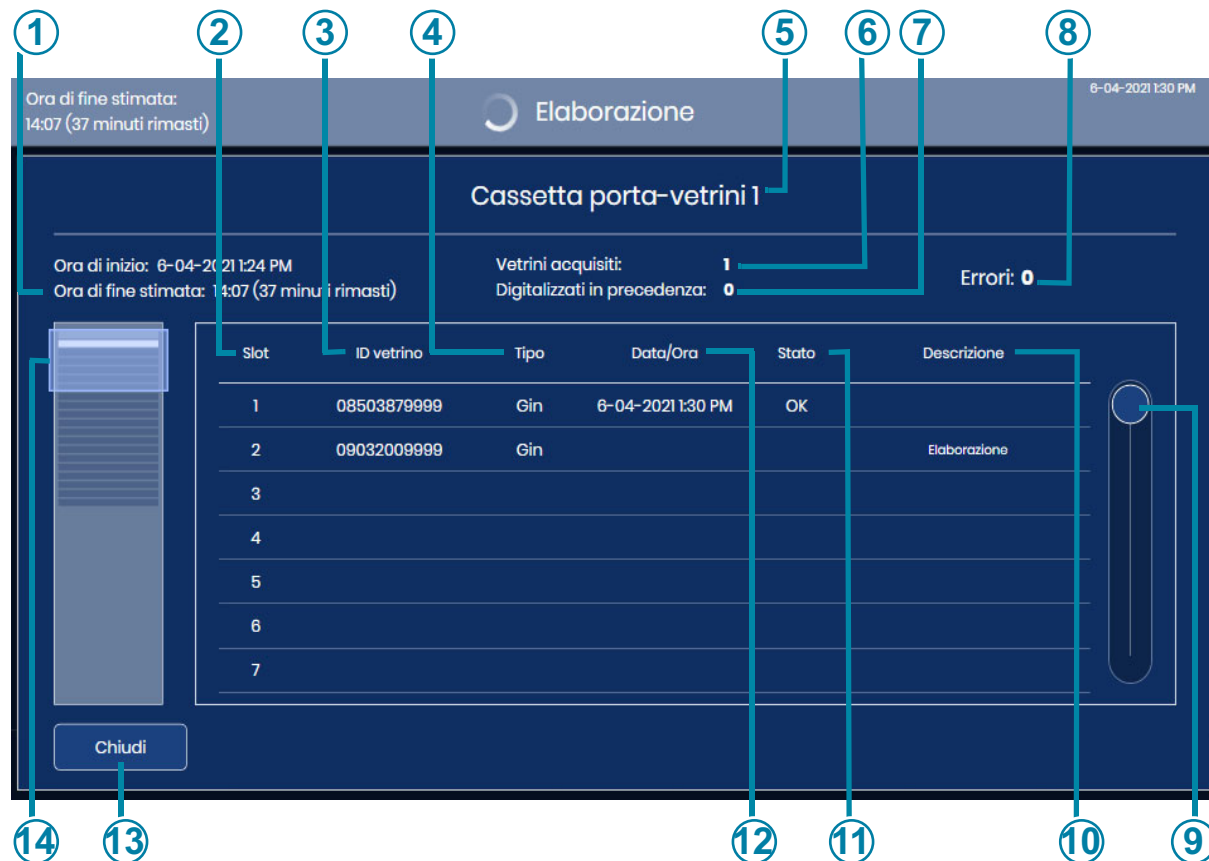 1 2 3 4 5 6 7 8
Ora di fine stimata:
14:07 (37 minuti rimasti)
Elaborazione
6-04-2021 1:30 PM
Cassetta porta-vetrini 1
Ora di inizio: 6-04-2021 1:24 PM
Ora di fine stimata: 14:07 (37 minuti rimasti)
Vetrini acquisiti: 1
Digitalizzati in precedenza: 0
Errori: 0
Slot ID vetrino Tipo Data/Ora Stato Descrizione
1 08503879999 Gin 6-04-2021 1:30 PM OK
2 09032009999 Gin Elaborazione
3
4
5
6
7
Chiudi
14 13 12 11 10 9